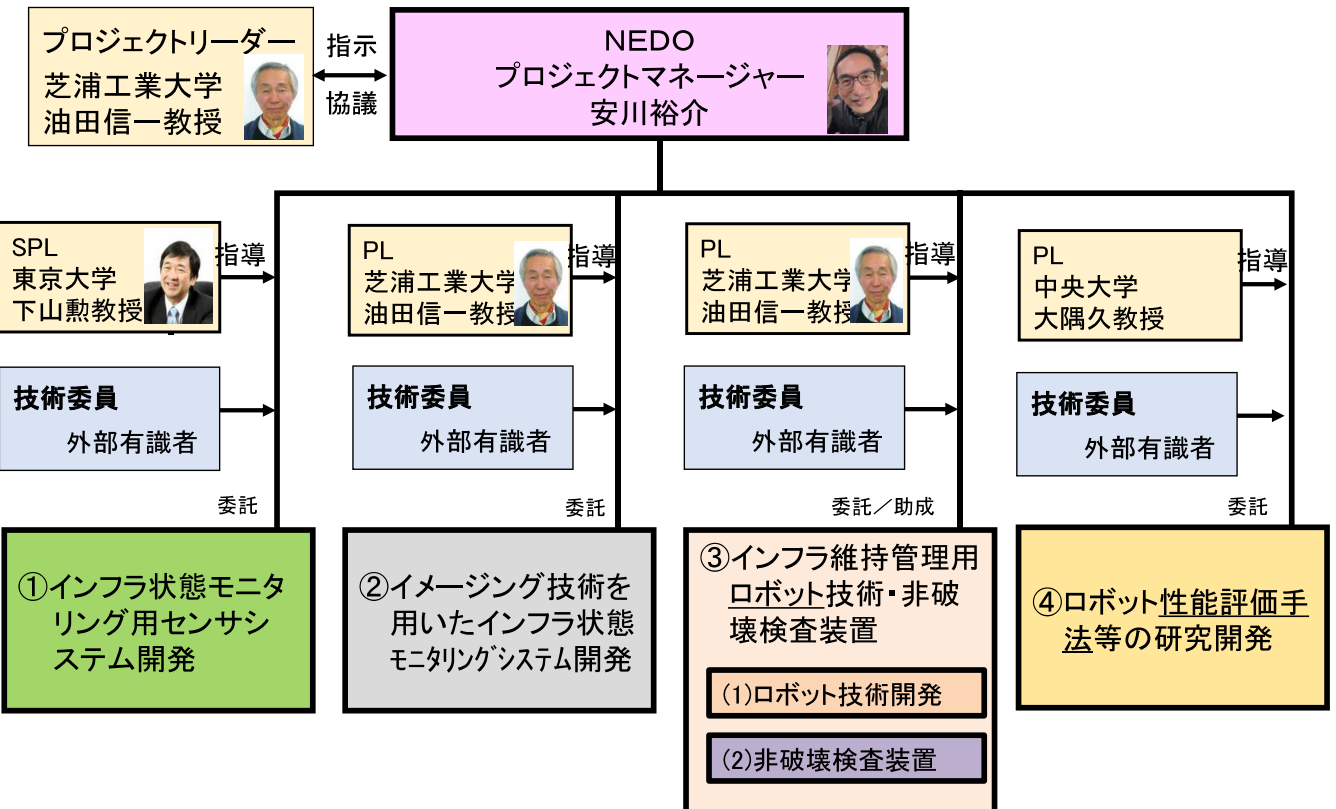 プロジェクトリーダー
芝浦工業大学
油田信一教授
指示
協議
NEDO
プロジェクトマネージャー
安川裕介
SPL
東京大学
下山勲教授
指導
PL
芝浦工業大学
油田信一教授
指導
PL
芝浦工業大学
油田信一教授
指導
PL
中央大学
大隅久教授
指導
技術委員
外部有識者
技術委員
外部有識者
技術委員
外部有識者
技術委員
外部有識者
委託
委託
委託／助成
委託
①インフラ状態モニタ
リング用センサシ
ステム開発
②イメージング技術を
用いたインフラ状態
ﾓﾆﾀﾘﾝｸﾞｼｽﾃﾑ開発
③インフラ維持管理用
ロボット技術・非破
壊検査装置
(1)ロボット技術開発
(2)非破壊検査装置
④ロボット性能評価手
法等の研究開発